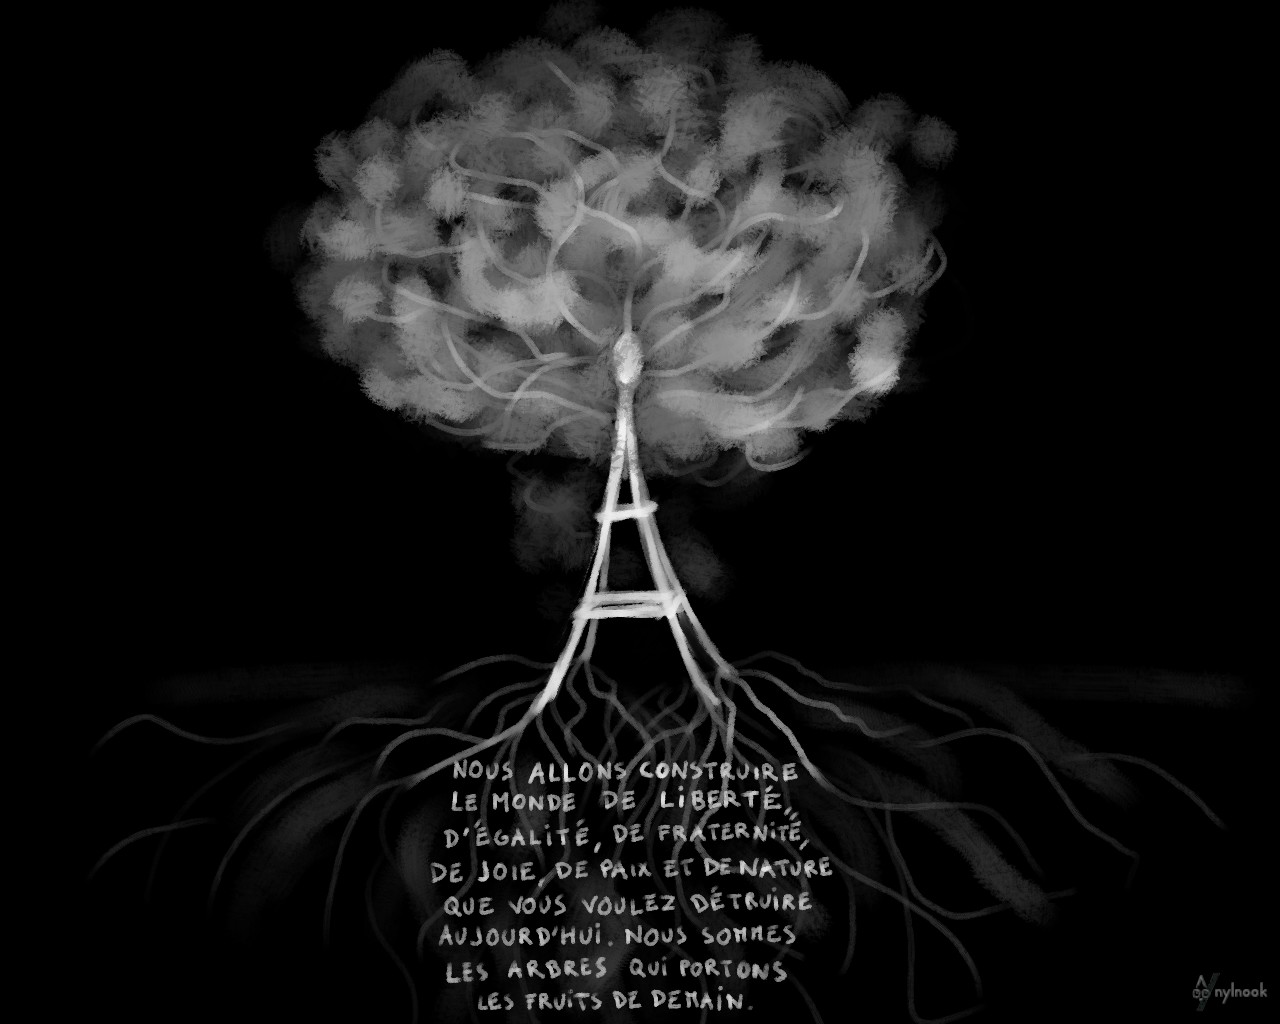 NOUS ALLONS CONSTRUIRE
LE MONDE DE LiBERTÉ,
D'ÉGALiTÉ, DE FRATERNiTÉ,
DE JOIE, DE PAIX ET DE NATURE
QUE VOUS VOULEZ DÉTRUiRE
AUJOURD'HUi. NOUS SOMMES
LES ARBRES QUi PORTONS
LES FRUiTS DE DEMAiN.
nylnook